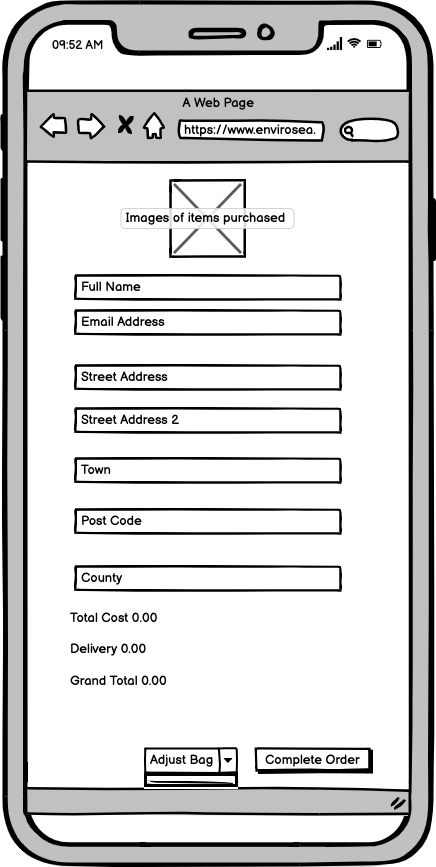 09:52 AM
A Web Page
https://www.envirosea.
Images of items purchased
Full Name
Email Address
Street Address
Street Address 2
Town
Post Code
County
Total Cost 0.00
Delivery 0.00
Grand Total 0.00
Adjust Bag
Complete Order